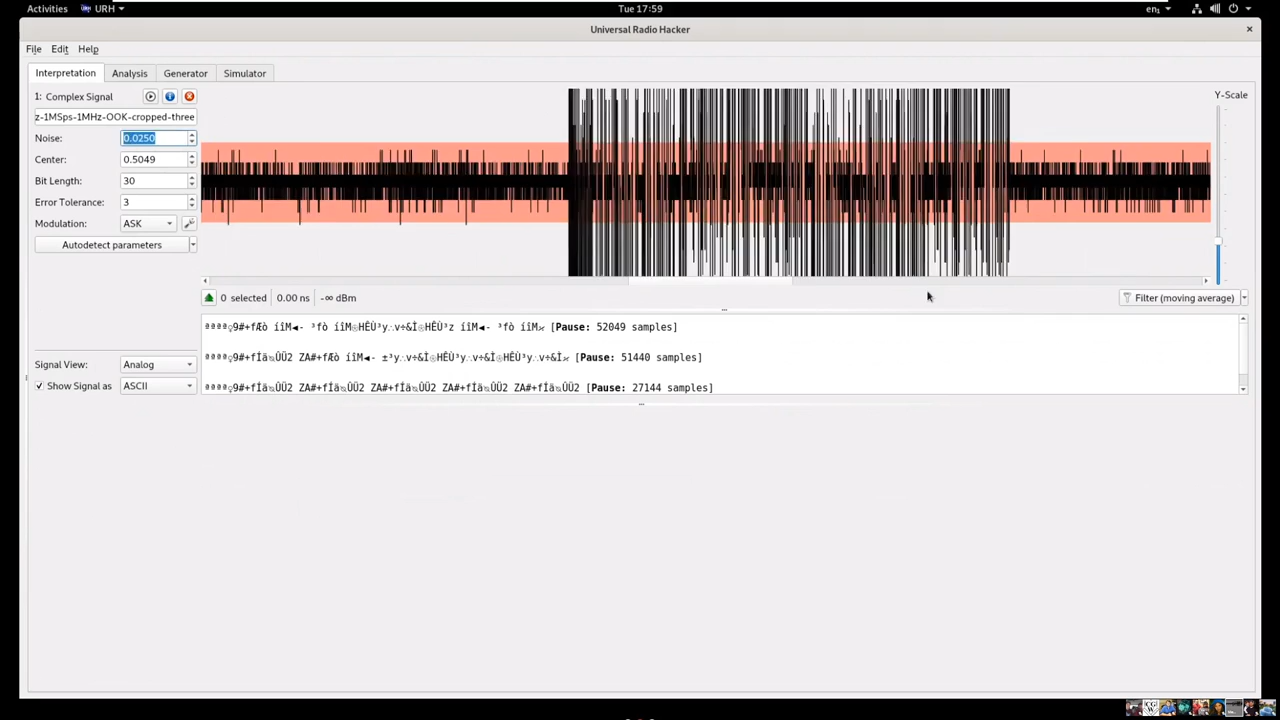 Activities URH Tue 17:59 en₁
Universal Radio Hacker
File Edit Help
Interpretation Analysis Generator Simulator
1: Complex Signal
z-1MSps-1MHz-OOK-cropped-three
Noise: 0.0250
Center: 0.5049
Bit Length: 30
Error Tolerance: 3
Modulation: ASK
Autodetect parameters
Y-Scale
0 selected 0.00 ns -∞ dBm Filter (moving average)
[Pause: 52049 samples]
[Pause: 51440 samples]
[Pause: 27144 samples]
Signal View: Analog
Show Signal as ASCII